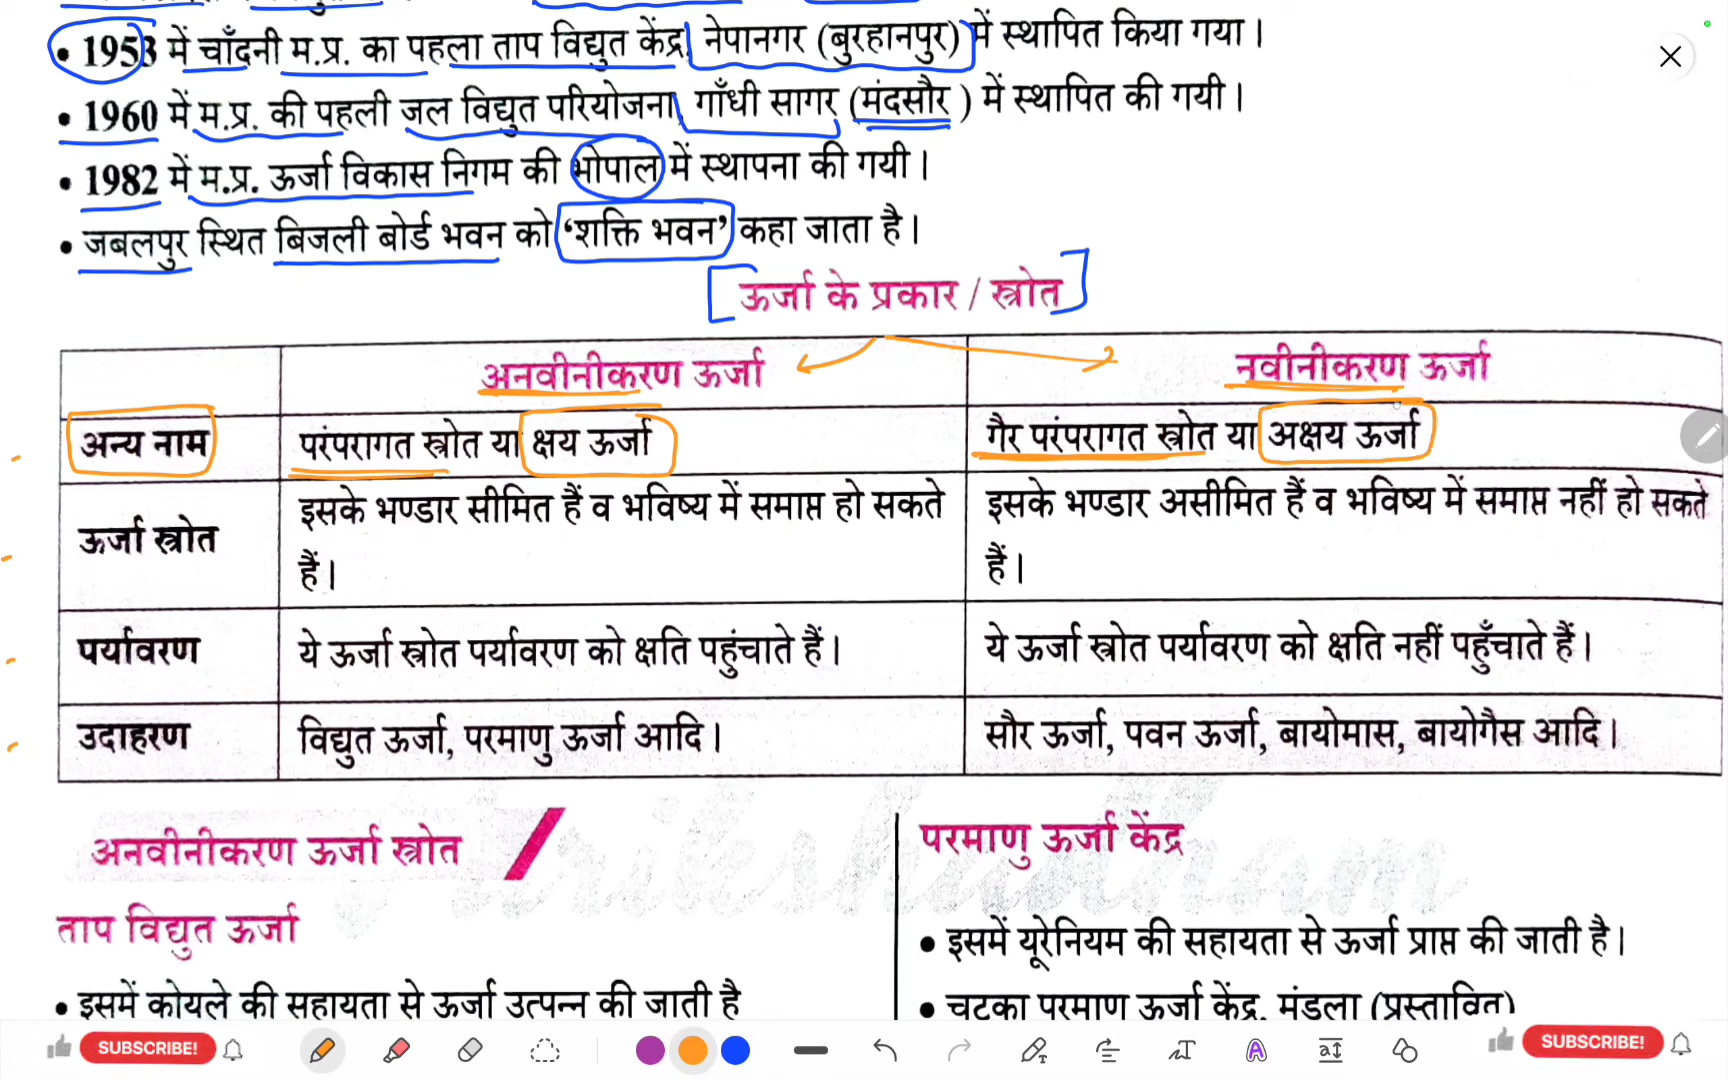 • 1953 में चाँदनी म.प्र. का पहला ताप विद्युत केंद्र, नेपानगर (बुरहानपुर) में स्थापित किया गया।
• 1960 में म.प्र. की पहली जल विद्युत परियोजना, गाँधी सागर (मंदसौर ) में स्थापित की गयी।
• 1982 में म.प्र. ऊर्जा विकास निगम की भोपाल में स्थापना की गयी।
• जबलपुर स्थित बिजली बोर्ड भवन को ‘शक्ति भवन’ कहा जाता है।
ऊर्जा के प्रकार / स्त्रोत
अनवीनीकरण ऊर्जा नवीनीकरण ऊर्जा
अन्य नाम परंपरागत स्त्रोत या क्षय ऊर्जा गैर परंपरागत स्त्रोत या अक्षय ऊर्जा
ऊर्जा स्त्रोत इसके भण्डार सीमित हैं व भविष्य में समाप्त हो सकते हैं। इसके भण्डार असीमित हैं व भविष्य में समाप्त नहीं हो सकते हैं।
पर्यावरण ये ऊर्जा स्त्रोत पर्यावरण को क्षति पहुंचाते हैं। ये ऊर्जा स्त्रोत पर्यावरण को क्षति नहीं पहुँचाते हैं।
उदाहरण विद्युत ऊर्जा, परमाणु ऊर्जा आदि। सौर ऊर्जा, पवन ऊर्जा, बायोमास, बायोगैस आदि।
अनवीनीकरण ऊर्जा स्त्रोत
ताप विद्युत ऊर्जा
• इसमें कोयले की सहायता से ऊर्जा उत्पन्न की जाती है
परमाणु ऊर्जा केंद्र
• इसमें यूरेनियम की सहायता से ऊर्जा प्राप्त की जाती है।
• चटका परमाणु ऊर्जा केंद्र, मंडला (प्रस्तावित)
SUBSCRIBE!
SUBSCRIBE!